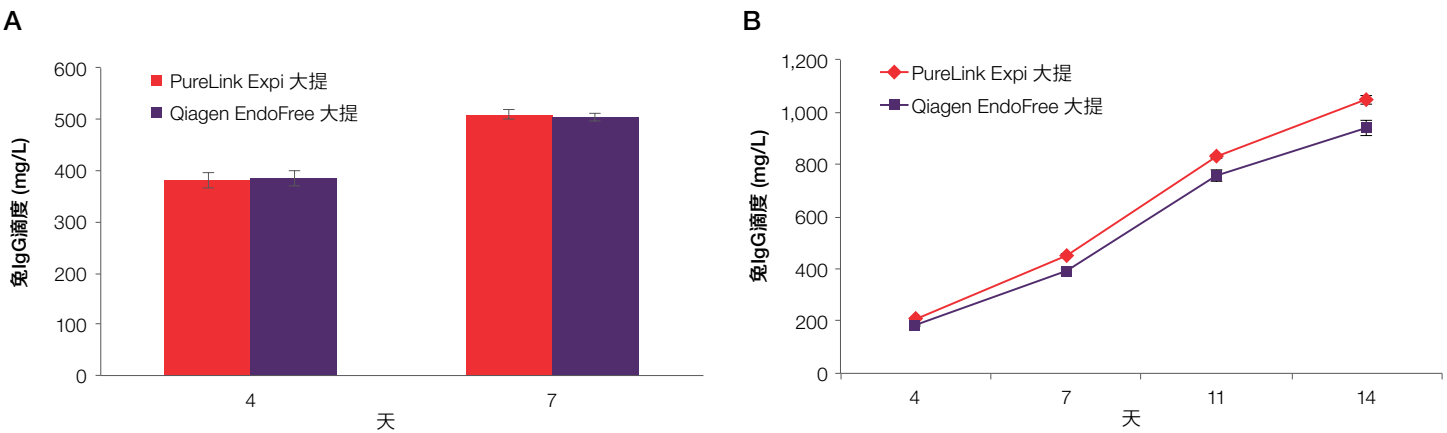 A
600
500
400
300
200
100
0
兔IgG滴度 (mg/L)
PureLink Expi 大提
Qiagen EndoFree 大提
4 7
天
B
1,200
1,000
800
600
400
200
0
兔IgG滴度 (mg/L)
PureLink Expi 大提
Qiagen EndoFree 大提
4 7 11 14
天